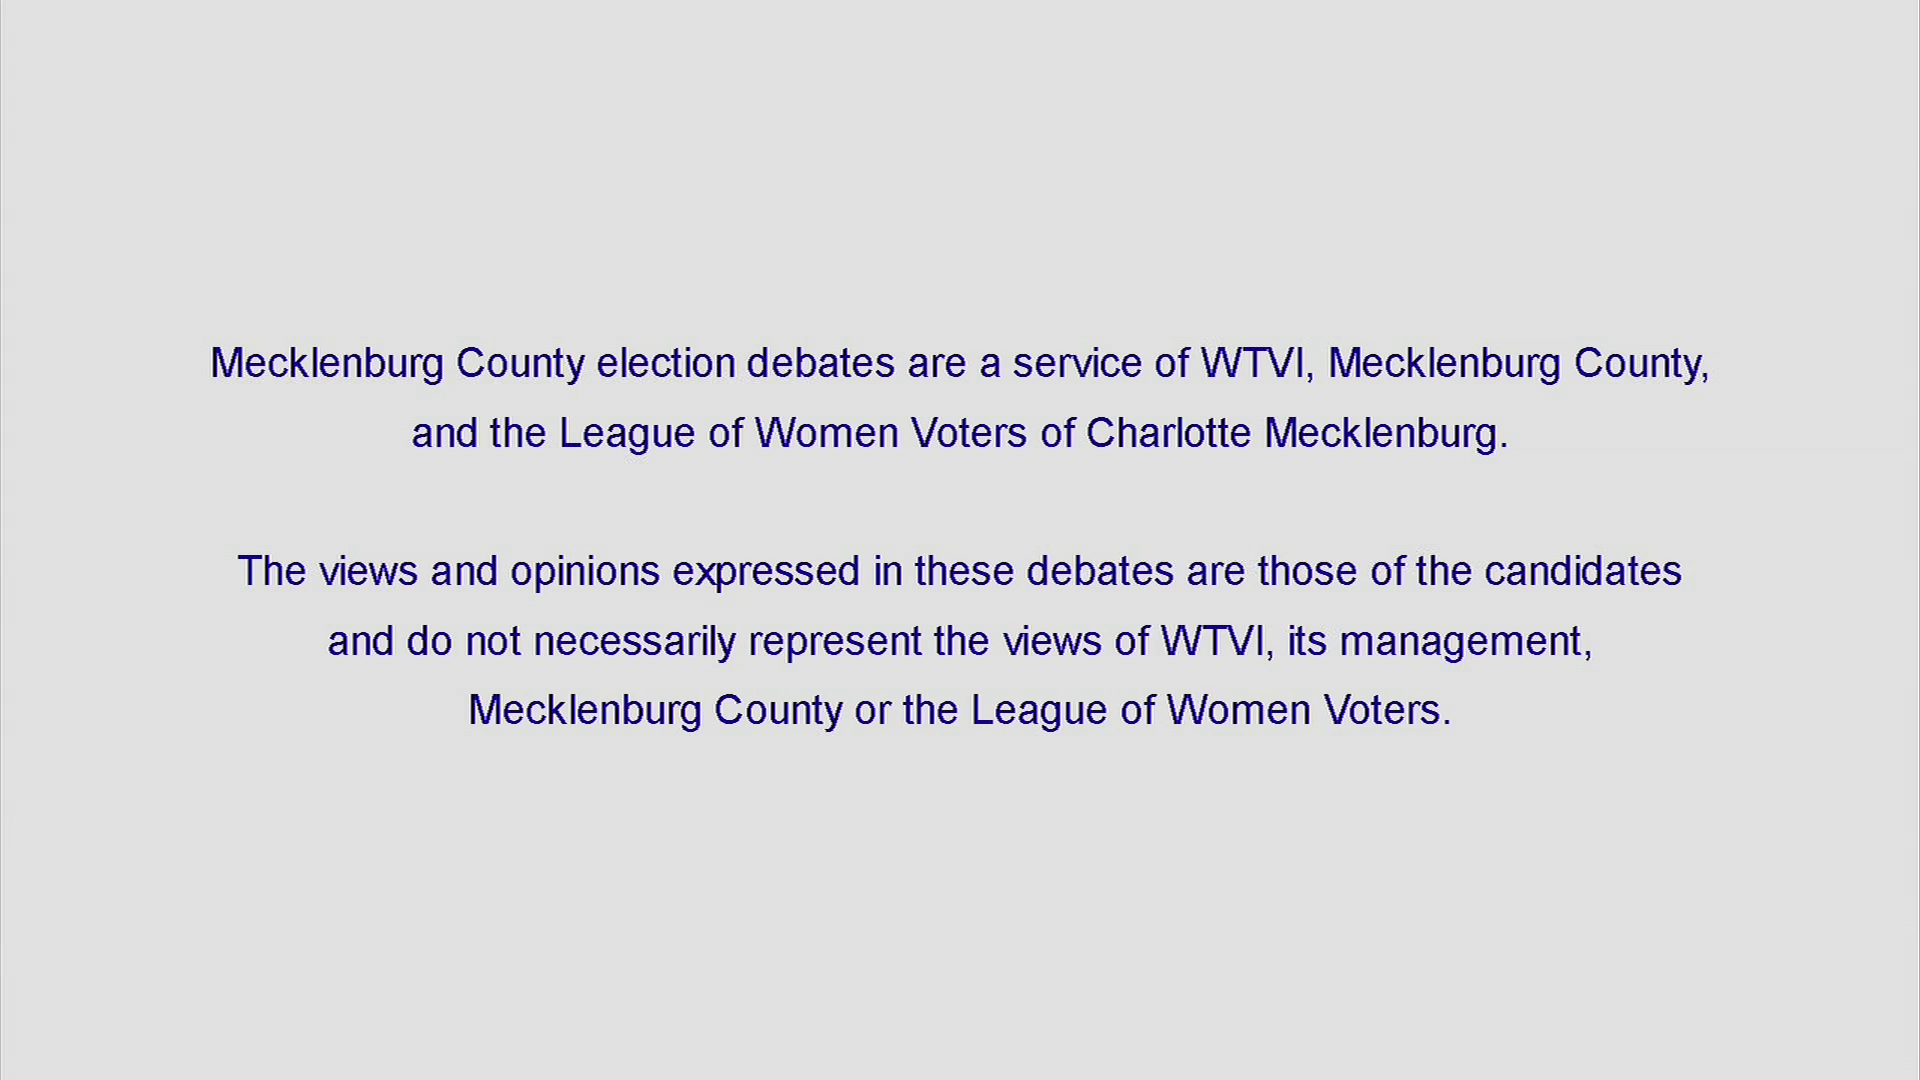 Mecklenburg County election debates are a service of WTVI, Mecklenburg County,
and the League of Women Voters of Charlotte Mecklenburg.
The views and opinions expressed in these debates are those of the candidates
and do not necessarily represent the views of WTVI, its management,
Mecklenburg County or the League of Women Voters.